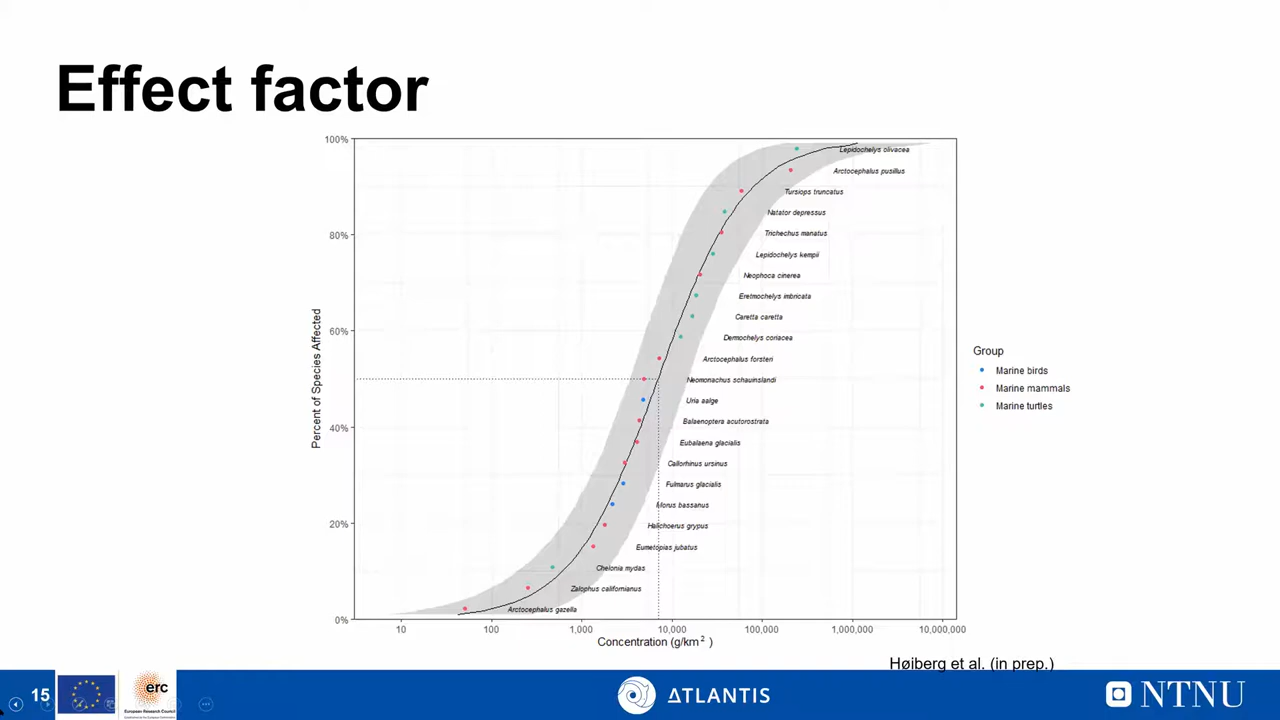 Effect factor
100%
80%
60%
40%
20%
0%
Percent of Species Affected
Lepidochelys olivacea
Arctocephalus pusillus
Tursiops truncatus
Natator depressus
Trichechus manatus
Lepidochelys kempii
Neophoca cinerea
Eretmochelys imbricata
Caretta caretta
Dermochelys coriacea
Arctocephalus forsteri
Neomonachus schauinslandi
Uria aalge
Balaenoptera acutorostrata
Eubalaena glacialis
Callorhinus ursinus
Fulmarus glacialis
Morus bassanus
Halichoerus grypus
Eumetopias jubatus
Chelonia mydas
Zalophus californianus
Arctocephalus gazella
10 100 1,000 10,000 100,000 1,000,000 10,000,000
Concentration (g/km²)
Group
Marine birds
Marine mammals
Marine turtles
Høiberg et al. (in prep.)
15
erc
European Research Council
ΔTLANTIS
NTNU